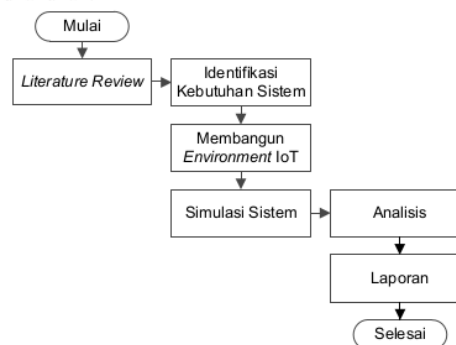 Mulai
Literature Review
Identifikasi
Kebutuhan Sistem
Membangun
Environment IoT
Simulasi Sistem
Analisis
Laporan
Selesai